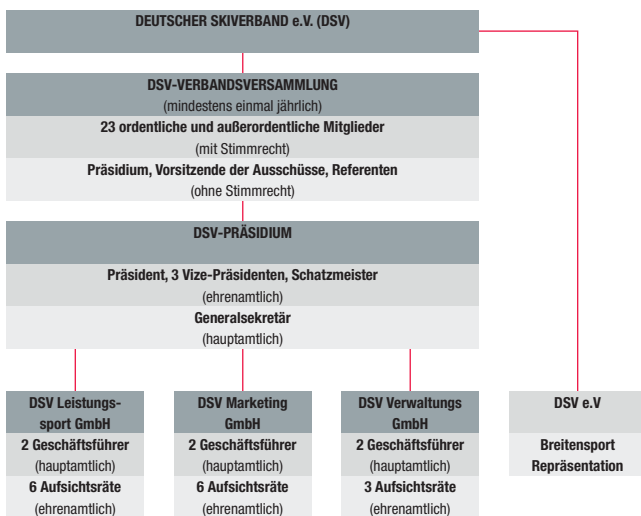 DEUTSCHER SKIVERBAND e.V. (DSV)
DSV-VERBANDSVERSAMMLUNG
(mindestens einmal jährlich)
23 ordentliche und außerordentliche Mitglieder
(mit Stimmrecht)
Präsidium, Vorsitzende der Ausschüsse, Referenten
(ohne Stimmrecht)
DSV-PRÄSIDIUM
Präsident, 3 Vize-Präsidenten, Schatzmeister
(ehrenamtlich)
Generalsekretär
(hauptamtlich)
DSV Leistungs-
sport GmbH
2 Geschäftsführer
(hauptamtlich)
6 Aufsichtsräte
(ehrenamtlich)
DSV Marketing
GmbH
2 Geschäftsführer
(hauptamtlich)
6 Aufsichtsräte
(ehrenamtlich)
DSV Verwaltungs
GmbH
2 Geschäftsführer
(hauptamtlich)
3 Aufsichtsräte
(ehrenamtlich)
DSV e.V
Breitensport
Repräsentation